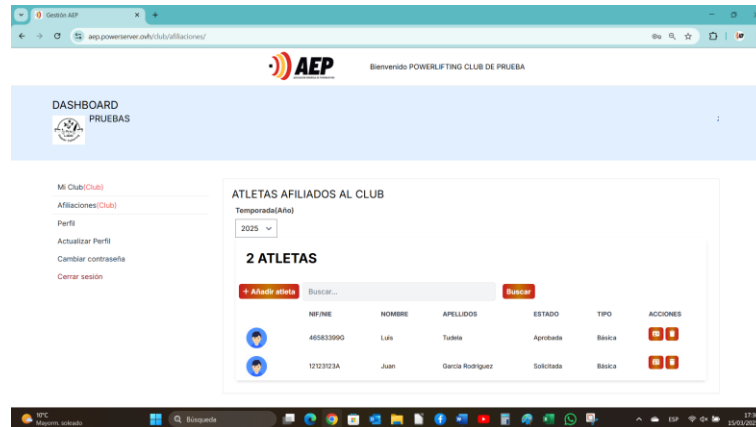 Gestión AEP
aep.powerserver.ovh/club/afiliaciones/
AEP
Bienvenido POWERLIFTING CLUB DE PRUEBA
DASHBOARD
PRUEBAS
Mi Club(Club)
Afiliaciones(Club)
Perfil
Actualizar Perfil
Cambiar contraseña
Cerrar sesión
ATLETAS AFILIADOS AL CLUB
Temporada(Año)
2025
2 ATLETAS
+ Añadir atleta Buscar... Buscar
NIF/NIE NOMBRE APELLIDOS ESTADO TIPO ACCIONES
46583399G Luis Tudela Aprobada Básica
12123123A Juan García Rodríguez Solicitada Básica
10°C
Mayorm. soleado
Búsqueda
ESP